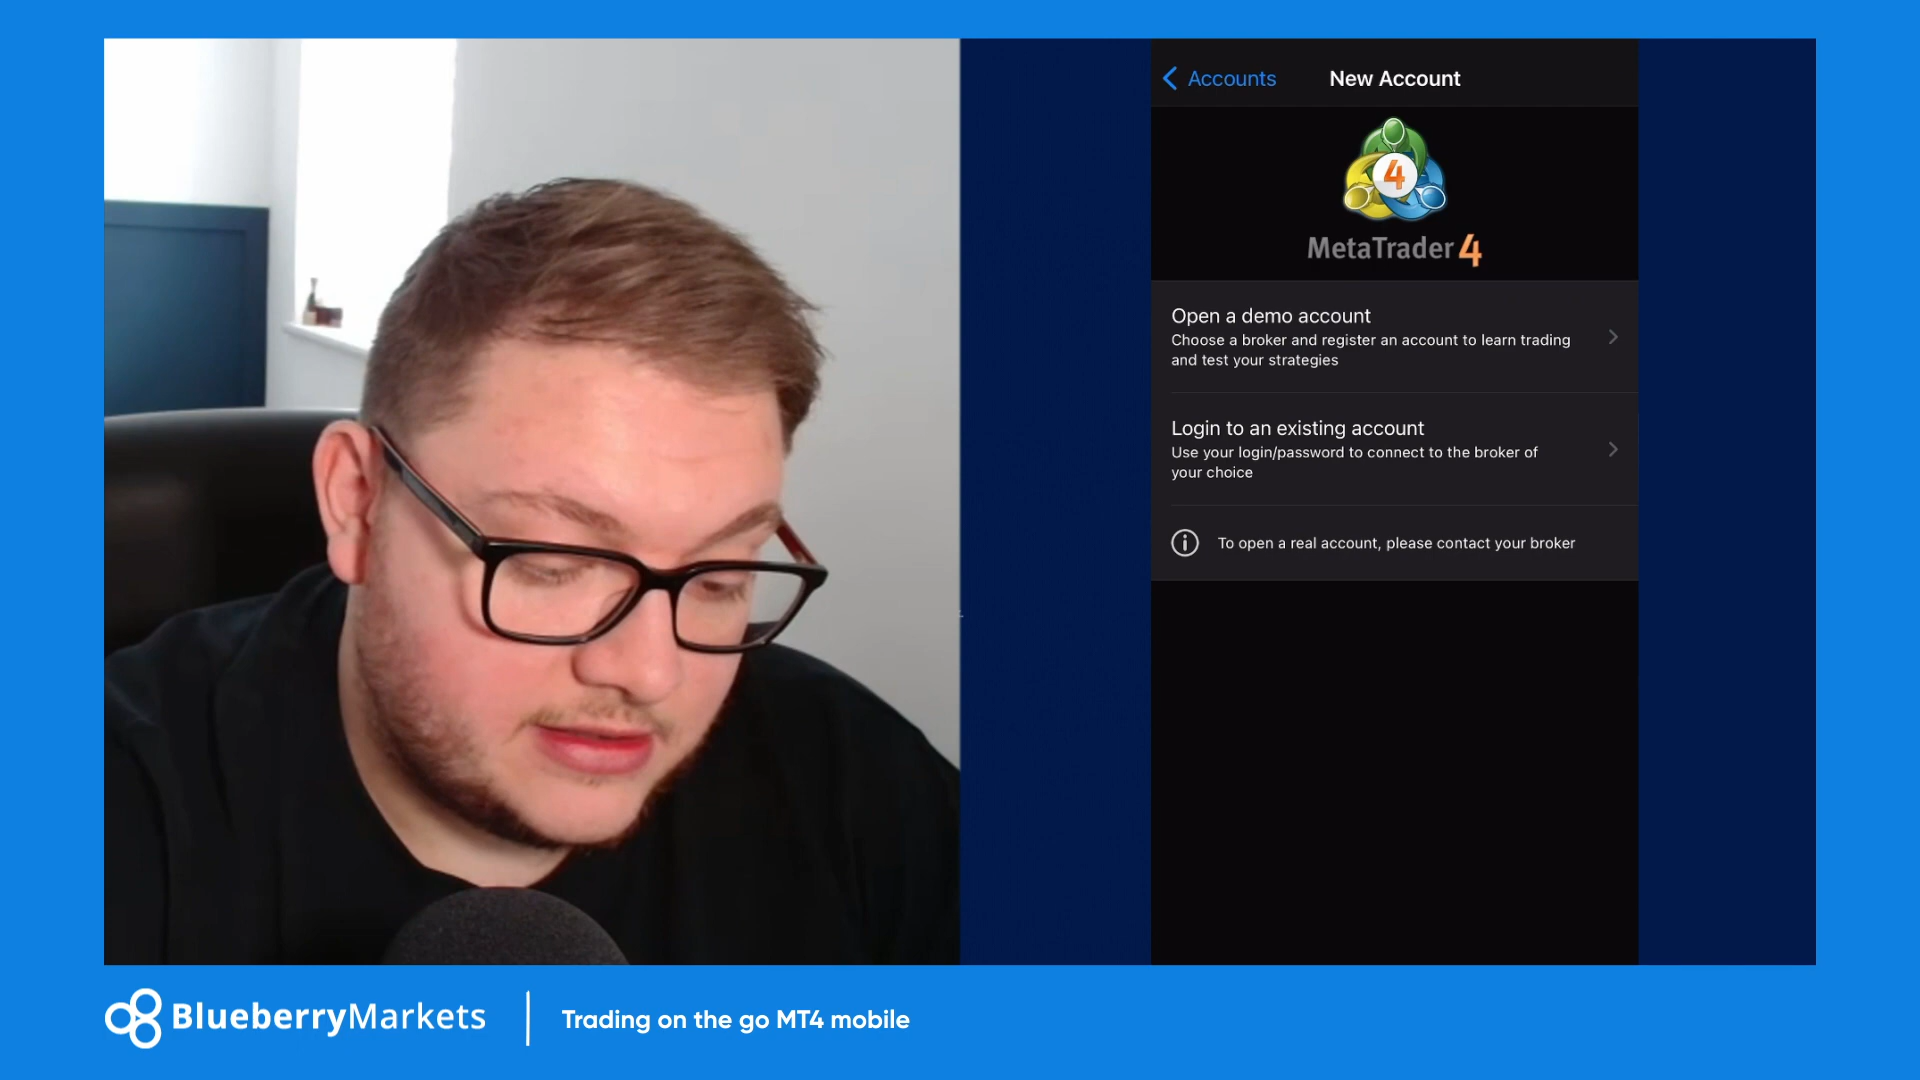 Accounts
New Account
4
MetaTrader 4
Open a demo account
Choose a broker and register an account to learn trading
and test your strategies
Login to an existing account
Use your login/password to connect to the broker of
your choice
To open a real account, please contact your broker
BlueberryMarkets
Trading on the go MT4 mobile